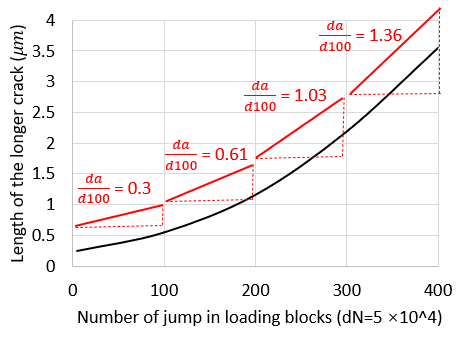 Length of the longer crack (μm)
4
3.5
3
2.5
2
1.5
1
0.5
0
da/d100 = 0.3
da/d100 = 0.61
da/d100 = 1.03
da/d100 = 1.36
0 100 200 300 400
Number of jump in loading blocks (dN=5 ×10^4)